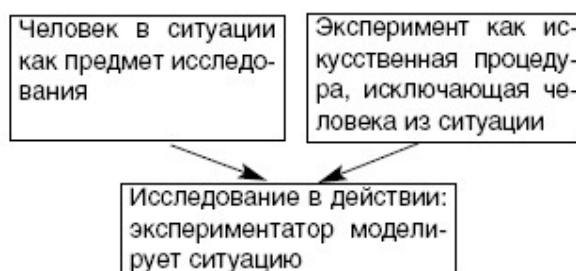 Человек в ситуации
как предмет исследо-
вания
Эксперимент как ис-
кусственная процеду-
ра, исключающая че-
ловека из ситуации
Исследование в действии:
экспериментатор модели-
рует ситуацию